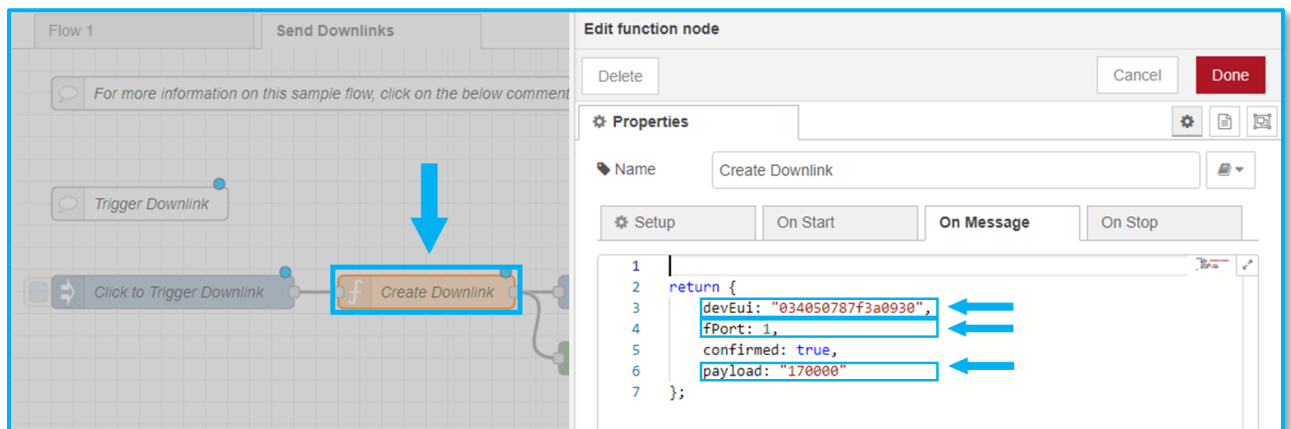 Flow 1
Send Downlinks
For more information on this sample flow, click on the below comment
Trigger Downlink
Click to Trigger Downlink
Create Downlink
Edit function node
Delete
Cancel
Done
Properties
Name
Create Downlink
Setup
On Start
On Message
On Stop
1
2 return {
3 devEui: "034050787f3a0930",
4 fPort: 1,
5 confirmed: true,
6 payload: "170000"
7 };